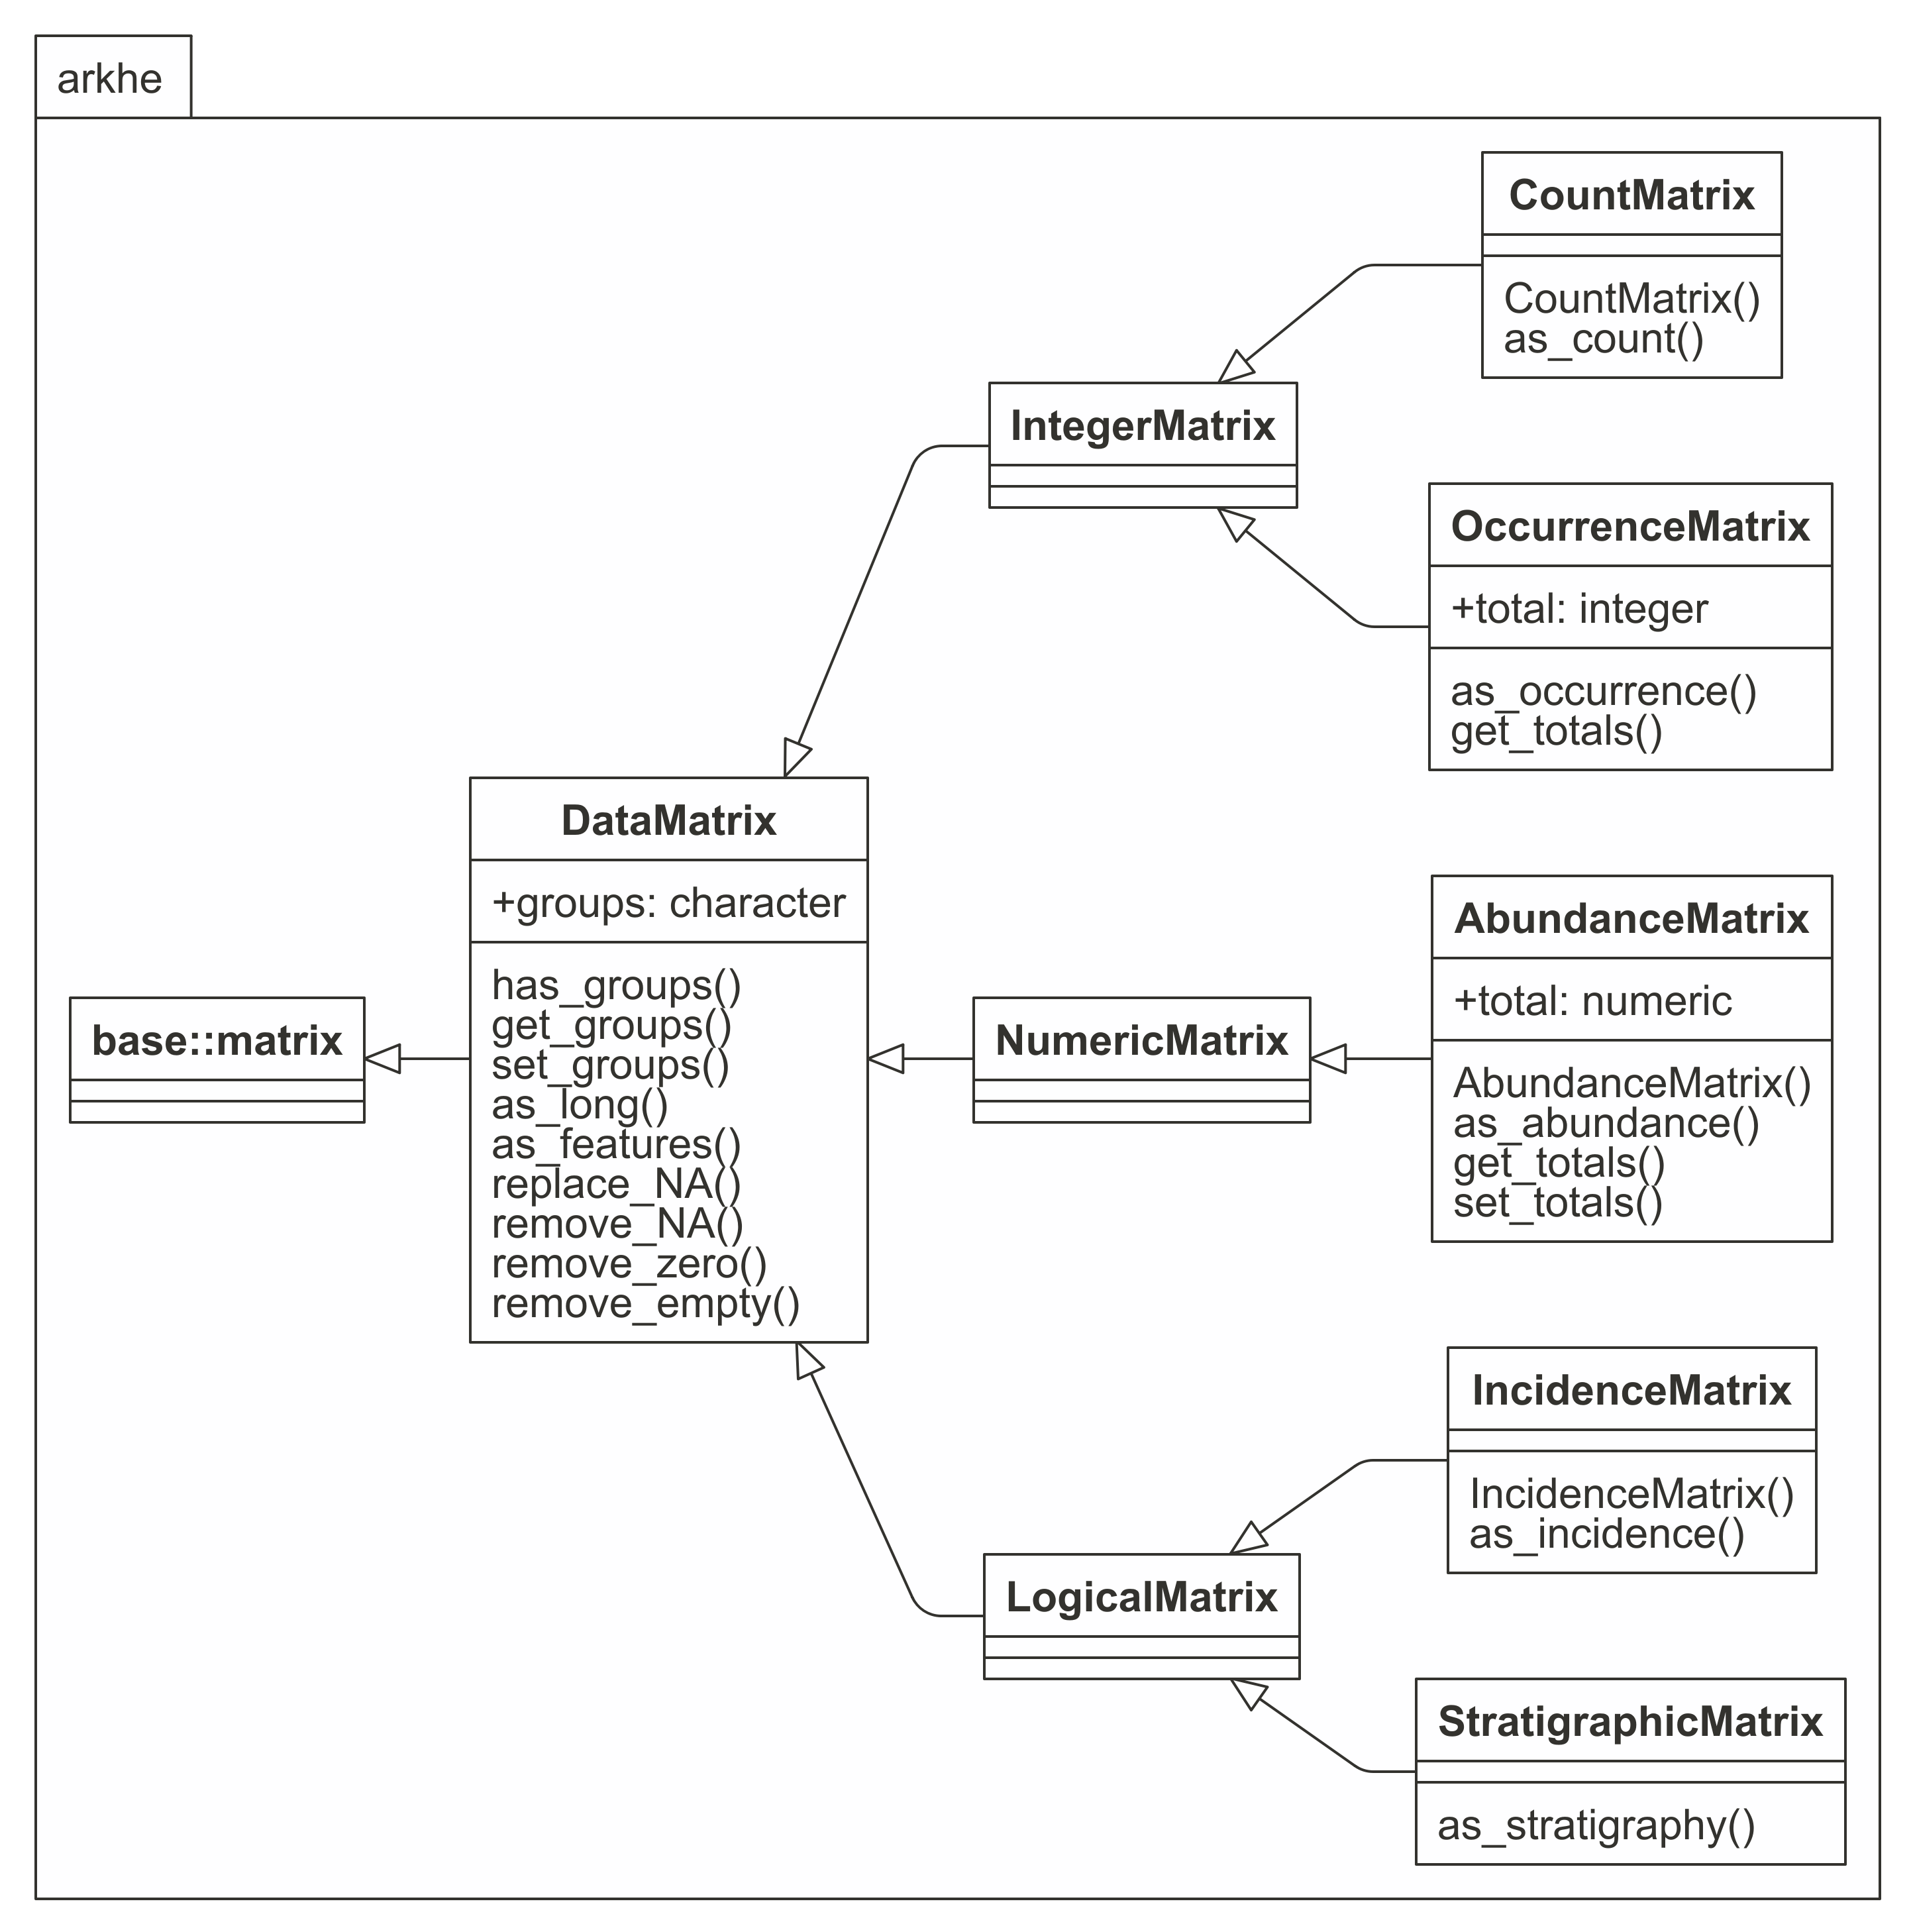 arkhe
CountMatrix
CountMatrix()
as_count()
IntegerMatrix
OccurrenceMatrix
+total: integer
as_occurrence()
get_totals()
DataMatrix
+groups: character
has_groups()
get_groups()
set_groups()
as_long()
as_features()
replace_NA()
remove_NA()
remove_zero()
remove_empty()
base::matrix
NumericMatrix
AbundanceMatrix
+total: numeric
AbundanceMatrix()
as_abundance()
get_totals()
set_totals()
IncidenceMatrix
IncidenceMatrix()
as_incidence()
LogicalMatrix
StratigraphicMatrix
as_stratigraphy()